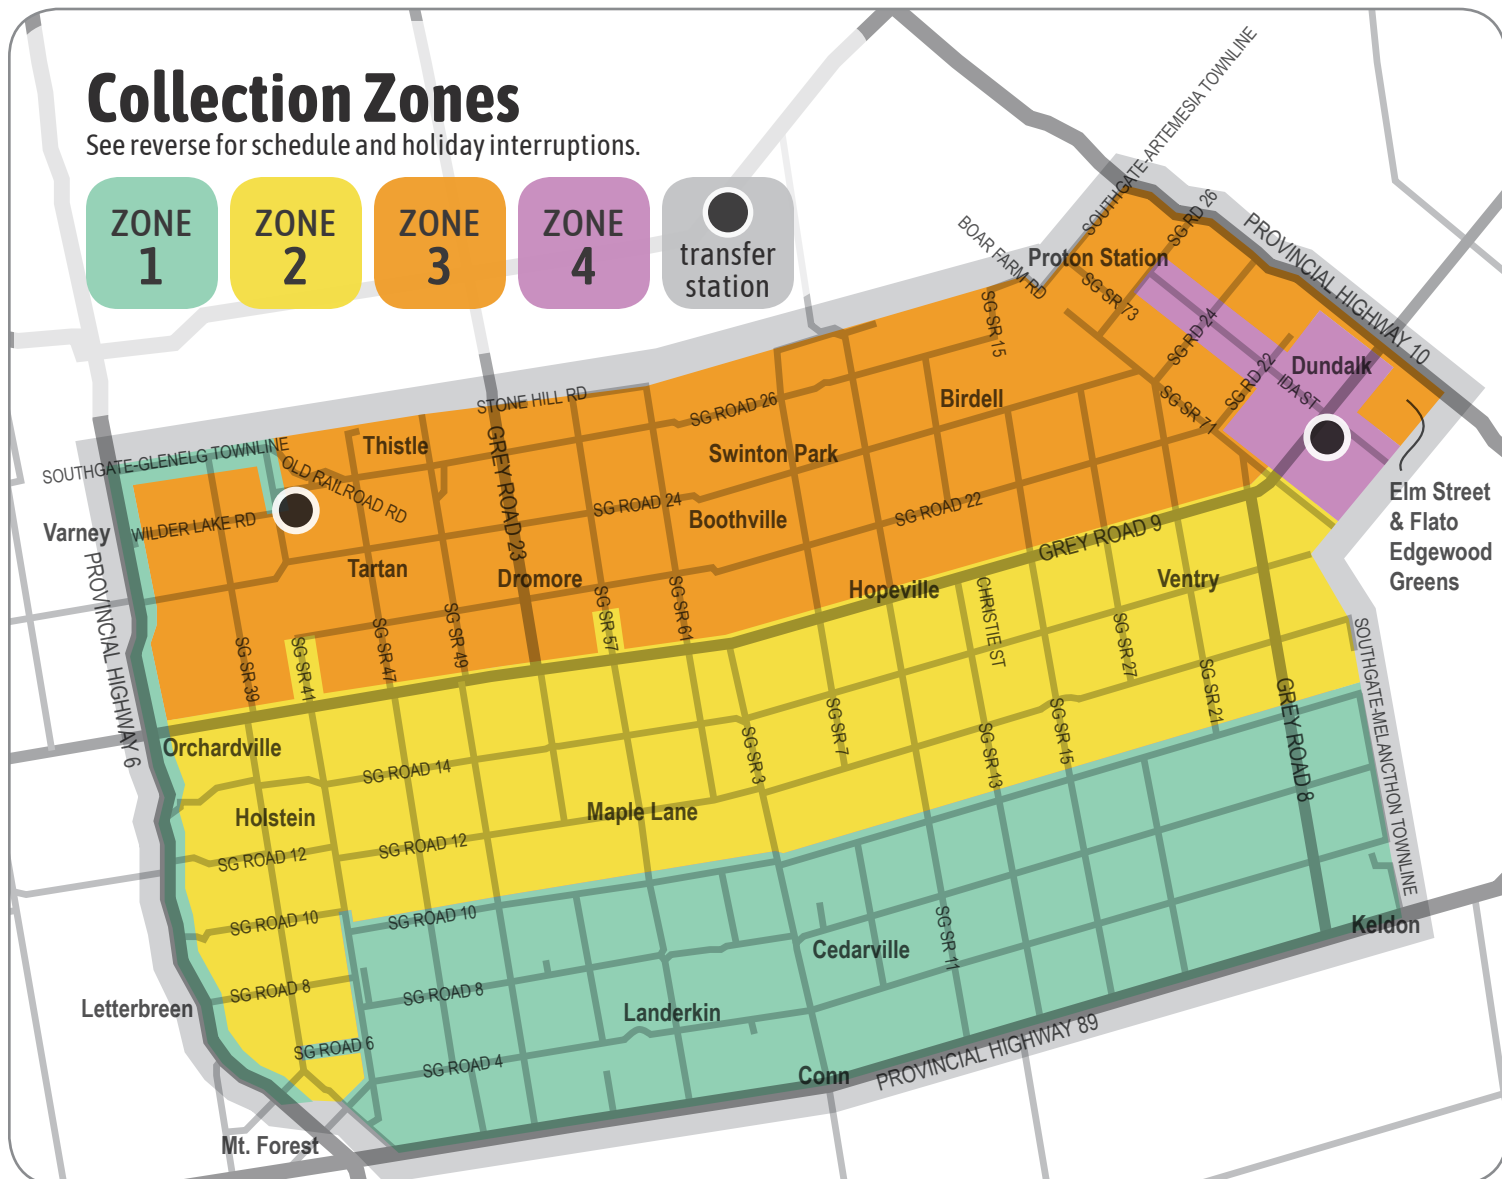 Collection Zones
See reverse for schedule and holiday interruptions.
ZONE
1
ZONE
2
ZONE
3
ZONE
4
transfer
station
SOUTHGATE-ARTEMESIA TOWNLINE
SG RD 26
BOAR FARM RD
Proton Station
PROVINCIAL HIGHWAY 10
SG SR 73
SG SR 15
SG RD 24
SG RD 22
Dundalk
IDA ST
SG SR 71
STONE HILL RD
SG ROAD 26
Birdell
Thistle
SOUTHGATE-GLENELG TOWNLINE
OLD RAILROAD RD
GREY ROAD 23
Swinton Park
SG ROAD 24
Boothville
SG ROAD 22
Elm Street
& Flato
Edgewood
Greens
Varney
WILDER LAKE RD
GREY ROAD 9
Tartan
Dromore
Hopeville
Ventry
PROVINCIAL HIGHWAY 6
SG SR 39
SG SR 41
SG SR 47
SG SR 49
SG SR 57
SG SR 61
CHRISTIE ST
SG SR 27
SG SR 21
SOUTHGATE-MELANCTHON TOWNLINE
GREY ROAD 8
Orchardville
SG ROAD 14
SG SR 3
SG SR 7
SG SR 13
SG SR 15
Holstein
Maple Lane
SG ROAD 12
SG ROAD 12
SG ROAD 10
SG ROAD 10
SG SR 11
Keldon
Cedarville
Letterbreen
SG ROAD 8
SG ROAD 8
Landerkin
SG ROAD 6
SG ROAD 4
Conn
PROVINCIAL HIGHWAY 89
Mt. Forest